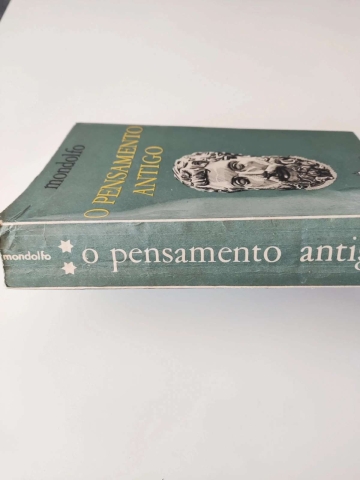 mondolfo
O PENSAMENTO
ANTIGO
mondolfo
o pensamento antig